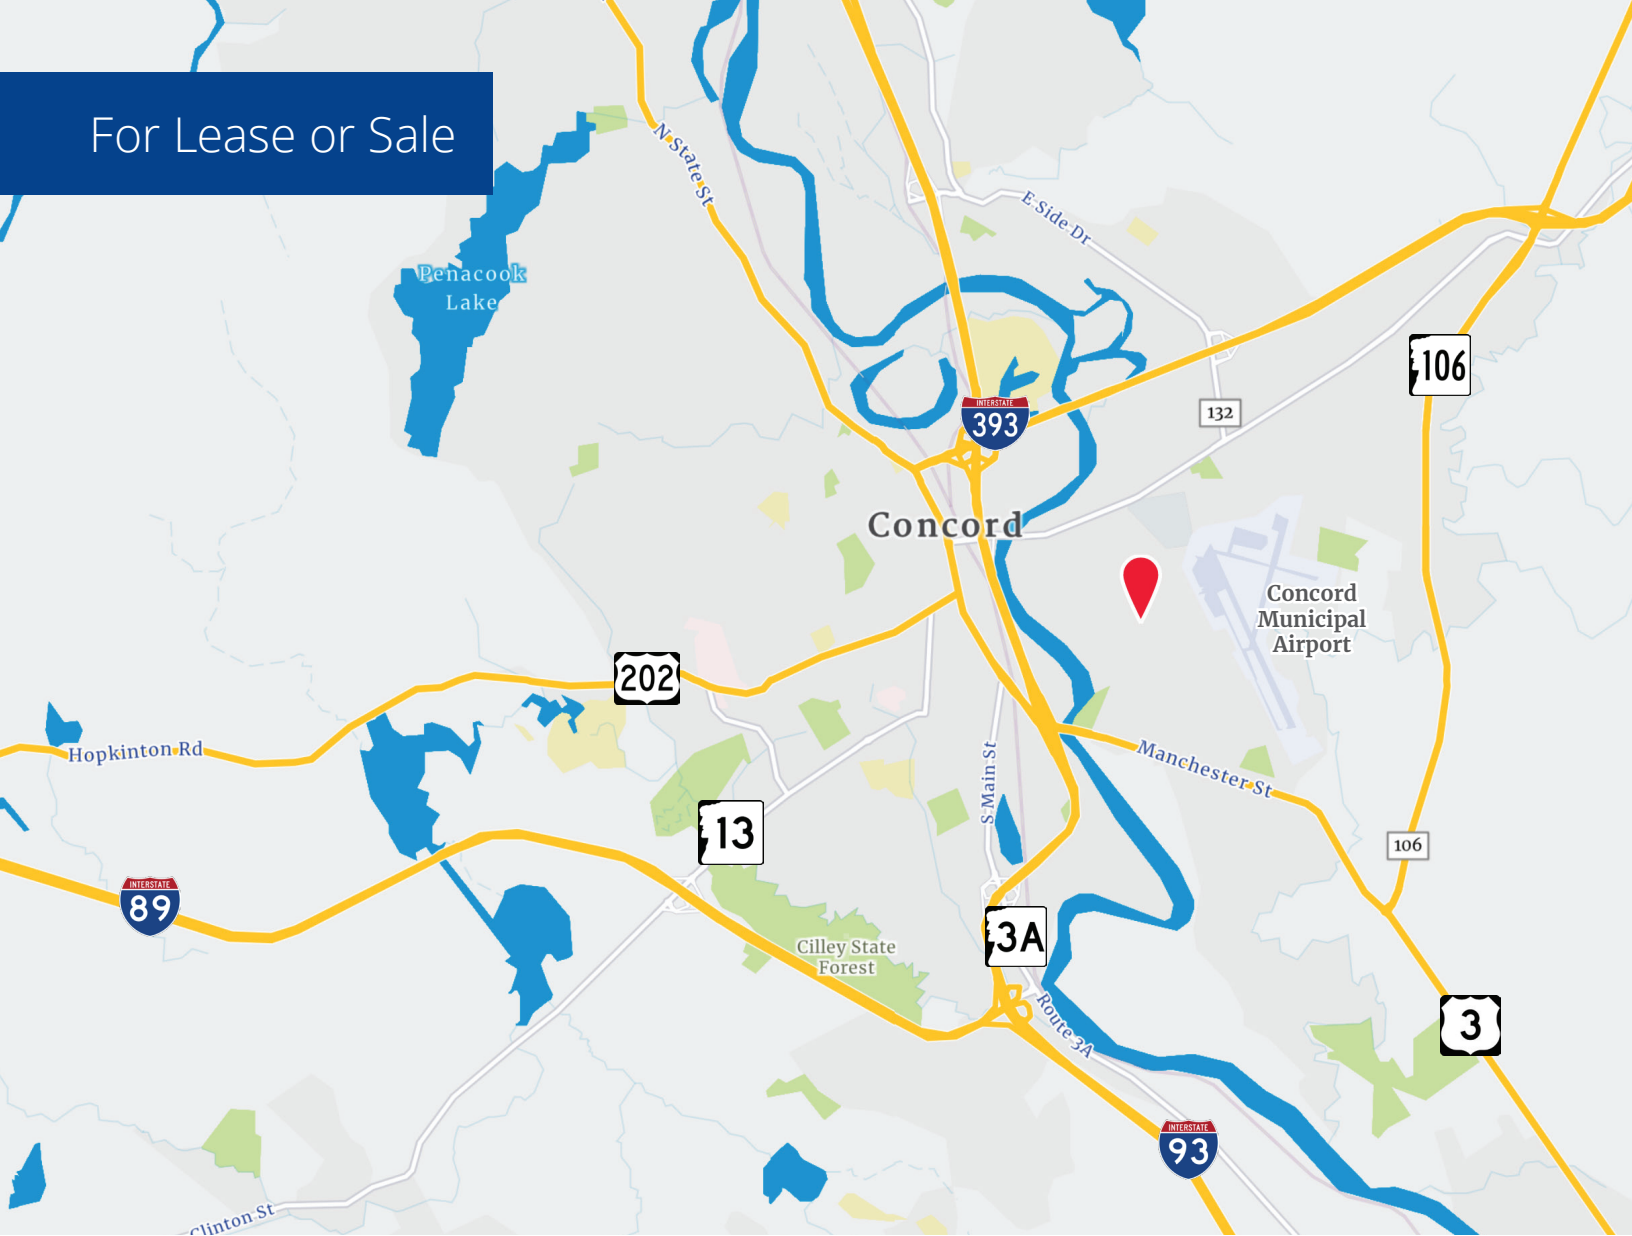 For Lease or Sale
N State St
E Side Dr
Penacook
Lake
106
INTERSTATE
393
132
Concord
Concord
Municipal
Airport
202
Hopkinton Rd
S Main St
Manchester St
13
106
INTERSTATE
89
3A
Cilley State
Forest
Route 3A
3
INTERSTATE
93
Clinton St